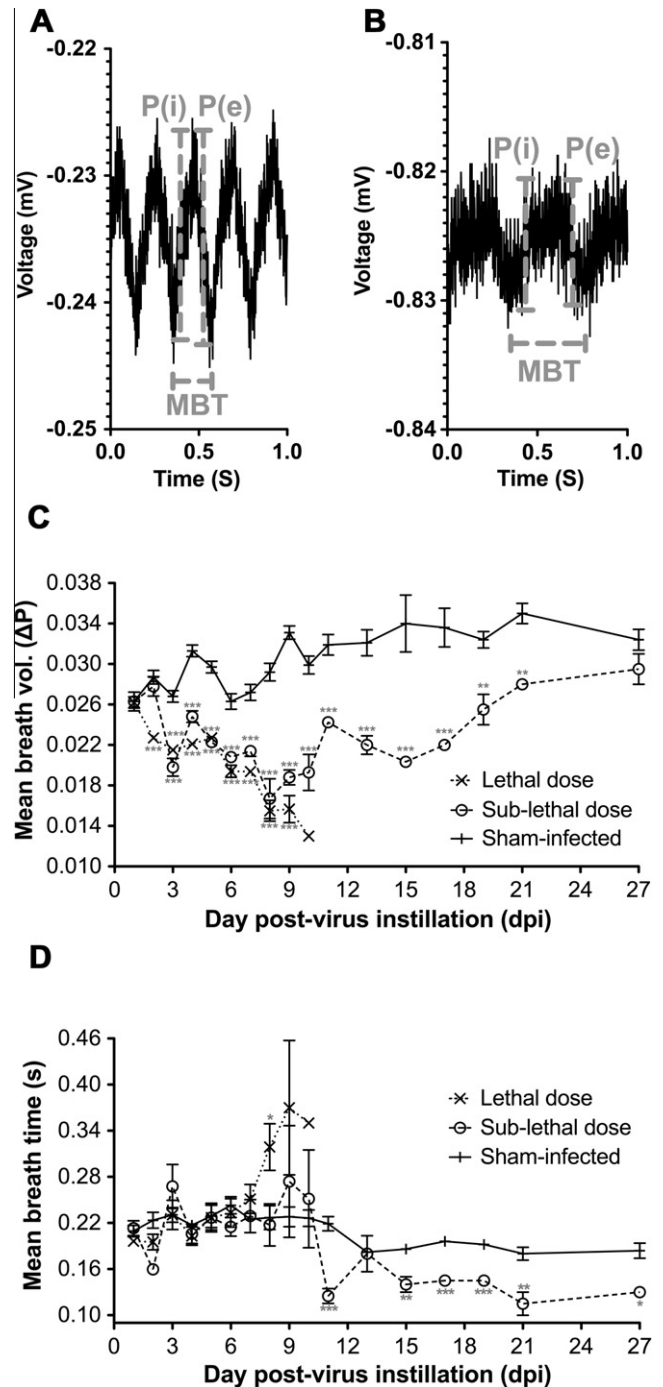 A
-0.22
-0.23
-0.24
-0.25
Voltage (mV)
P(i) P(e)
MBT
0.0 0.5 1.0
Time (S)
B
-0.81
-0.82
-0.83
-0.84
Voltage (mV)
P(i) P(e)
MBT
0.0 0.5 1.0
Time (S)
C
0.038
0.034
0.030
0.026
0.022
0.018
0.014
0.010
Mean breath vol. (ΔP)
Lethal dose
Sub-lethal dose
Sham-infected
0 3 6 9 12 15 18 21 24 27
Day post-virus instillation (dpi)
D
0.46
0.40
0.34
0.28
0.22
0.16
0.10
Mean breath time (s)
Lethal dose
Sub-lethal dose
Sham-infected
0 3 6 9 12 15 18 21 24 27
Day post-virus instillation (dpi)